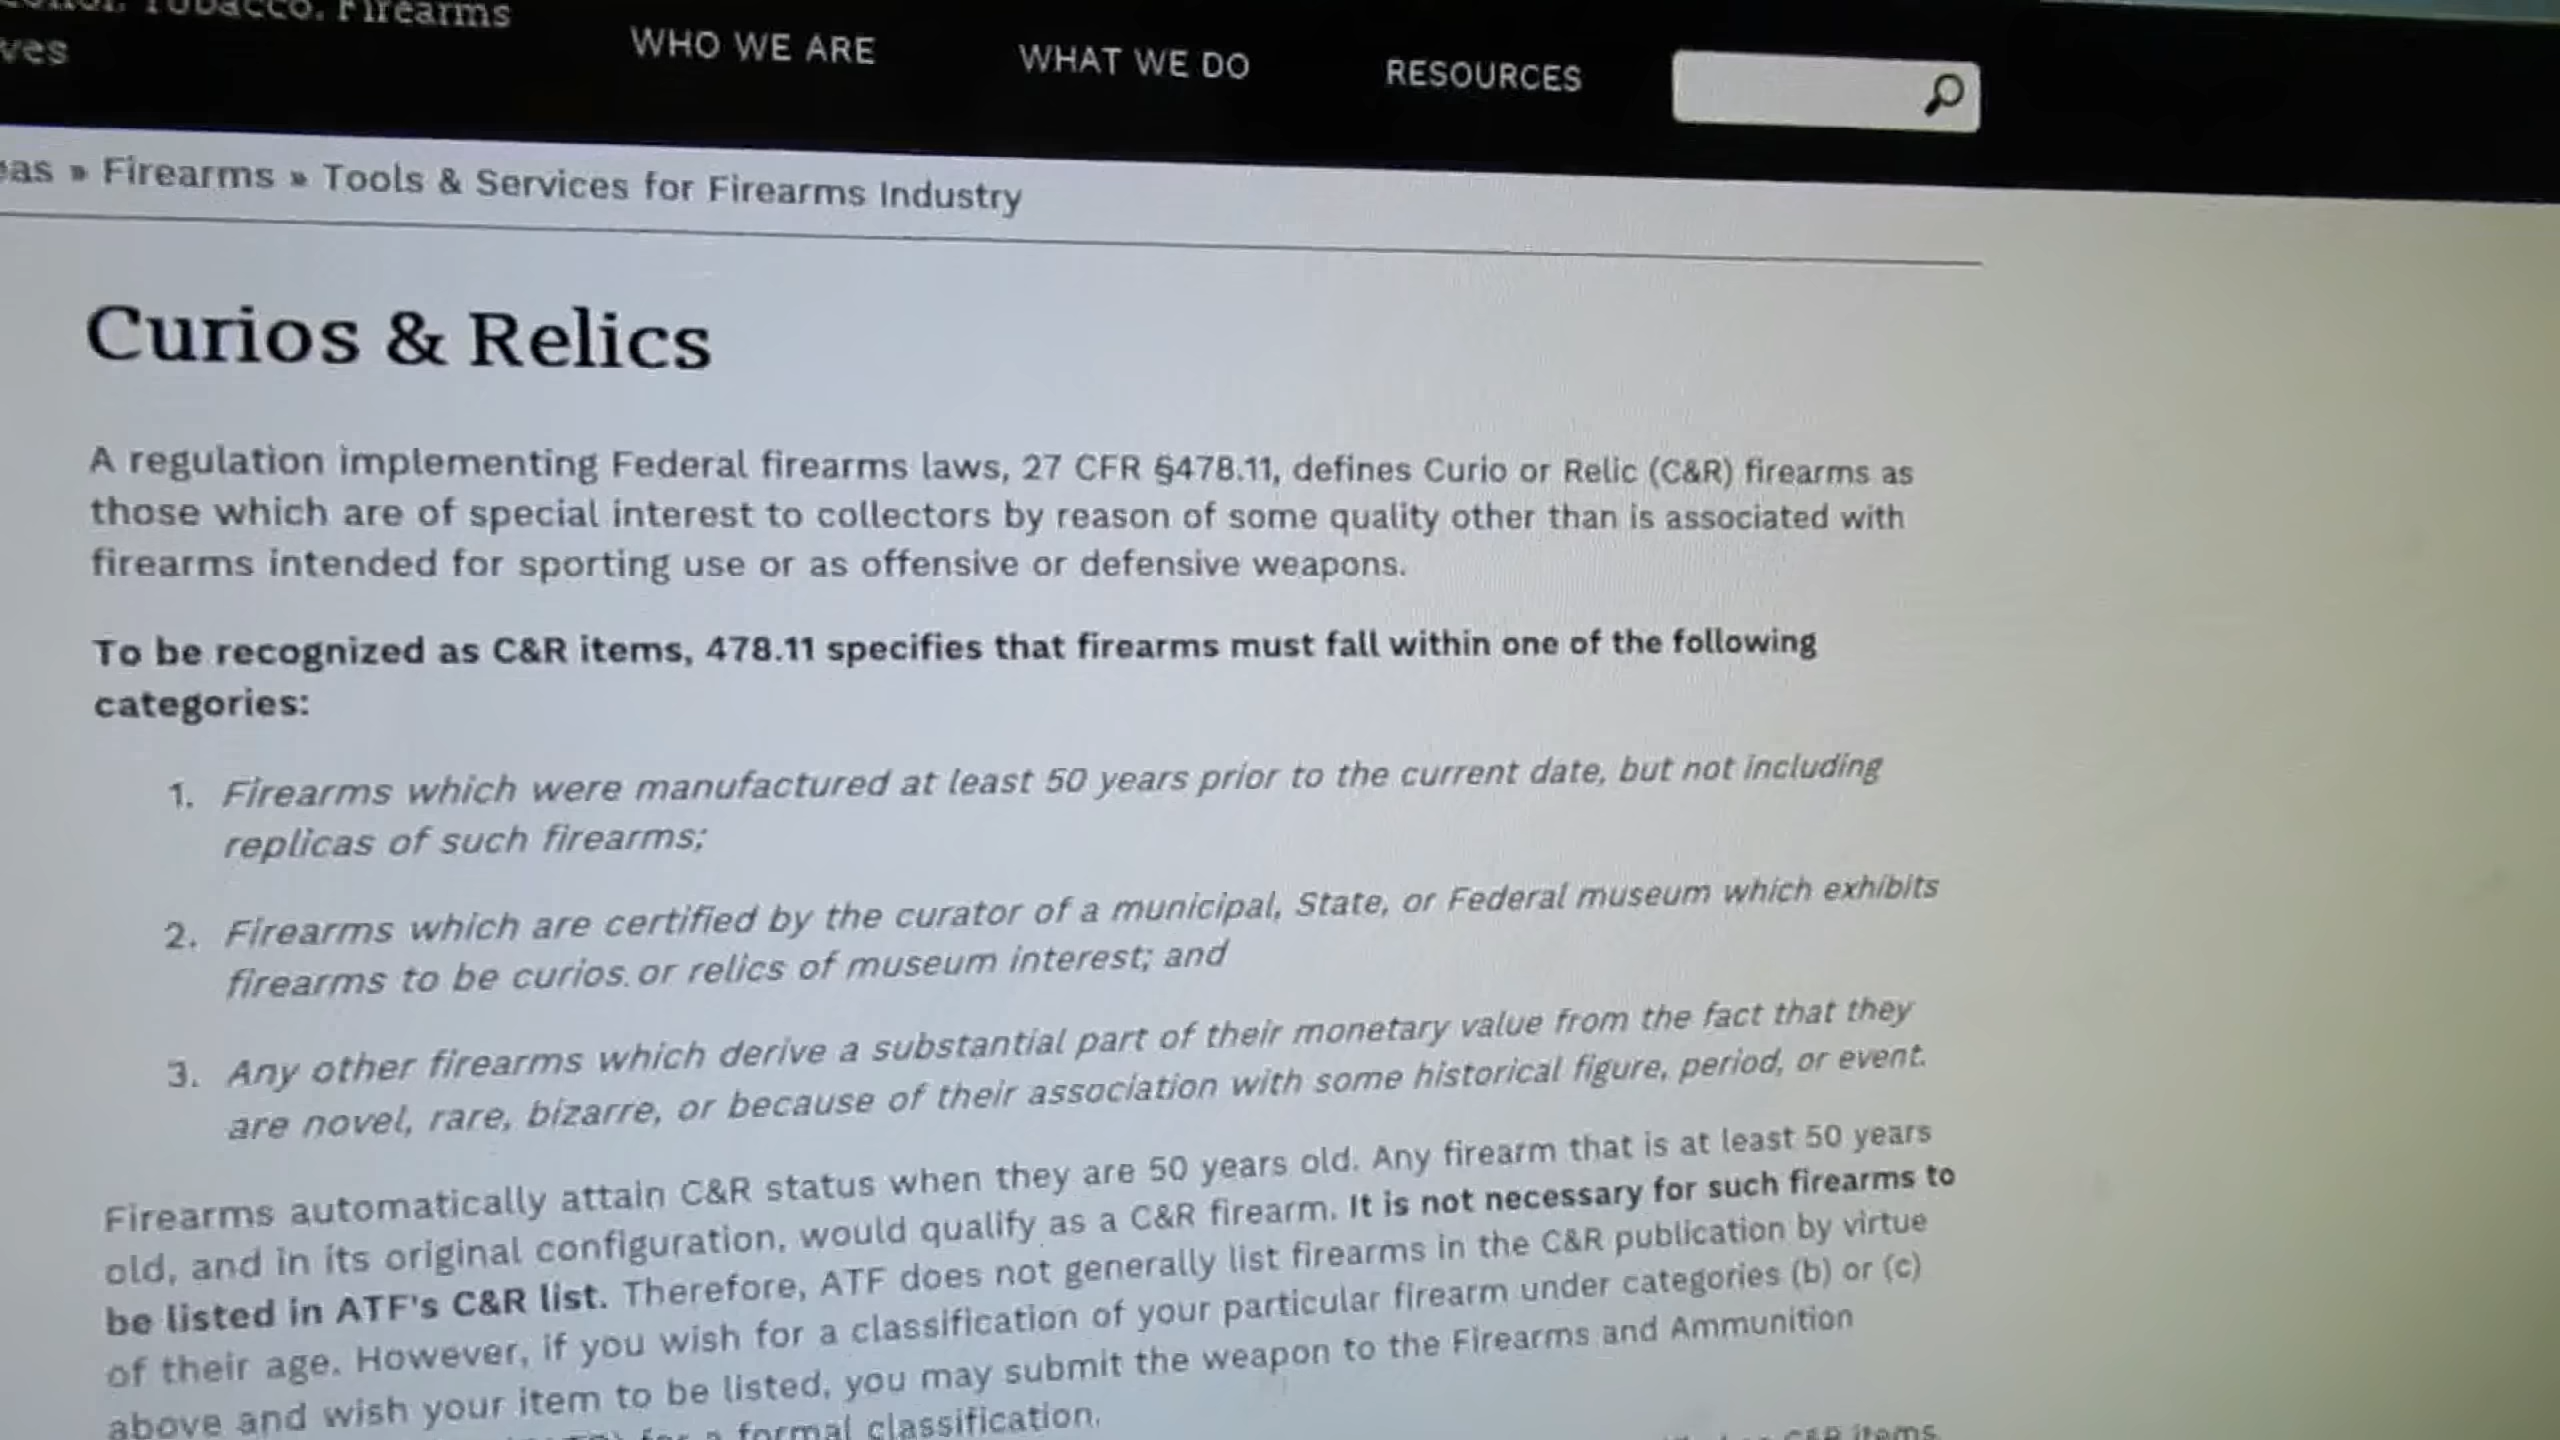 Tobacco, Firearms
ves
WHO WE ARE
WHAT WE DO
RESOURCES
» Firearms » Tools & Services for Firearms Industry
Curios & Relics
A regulation implementing Federal firearms laws, 27 CFR §478.11, defines Curio or Relic (C&R) firearms as
those which are of special interest to collectors by reason of some quality other than is associated with
firearms intended for sporting use or as offensive or defensive weapons.
To be recognized as C&R items, 478.11 specifies that firearms must fall within one of the following
categories:
1. Firearms which were manufactured at least 50 years prior to the current date, but not including
replicas of such firearms;
2. Firearms which are certified by the curator of a municipal, State, or Federal museum which exhibits
firearms to be curios or relics of museum interest; and
3. Any other firearms which derive a substantial part of their monetary value from the fact that they
are novel, rare, bizarre, or because of their association with some historical figure, period, or event.
Firearms automatically attain C&R status when they are 50 years old. Any firearm that is at least 50 years
old, and in its original configuration, would qualify as a C&R firearm. It is not necessary for such firearms to
be listed in ATF's C&R list. Therefore, ATF does not generally list firearms in the C&R publication by virtue
of their age. However, if you wish for a classification of your particular firearm under categories (b) or (c)
above and wish your item to be listed, you may submit the weapon to the Firearms and Ammunition
for a formal classification.
C&R items.